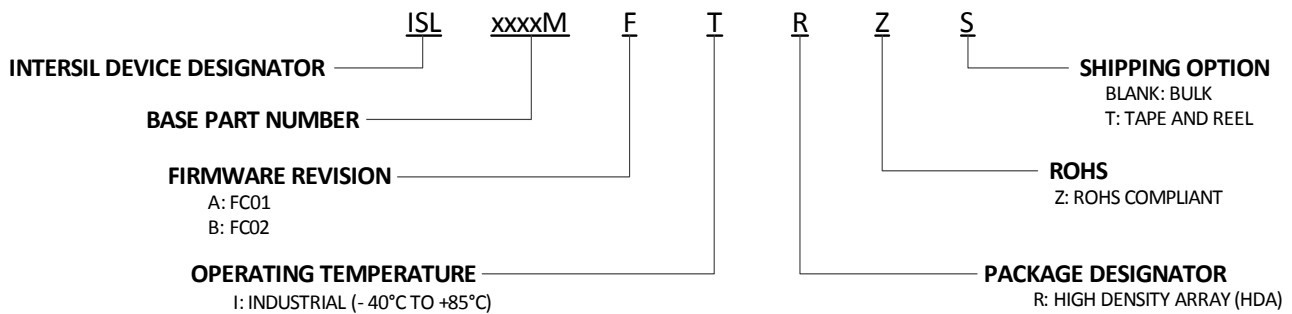 ISL xxxxM F T R Z S
INTERSIL DEVICE DESIGNATOR
SHIPPING OPTION
BLANK: BULK
T: TAPE AND REEL
BASE PART NUMBER
FIRMWARE REVISION
A: FC01
B: FC02
ROHS
Z: ROHS COMPLIANT
OPERATING TEMPERATURE
I: INDUSTRIAL (- 40°C TO +85°C)
PACKAGE DESIGNATOR
R: HIGH DENSITY ARRAY (HDA)